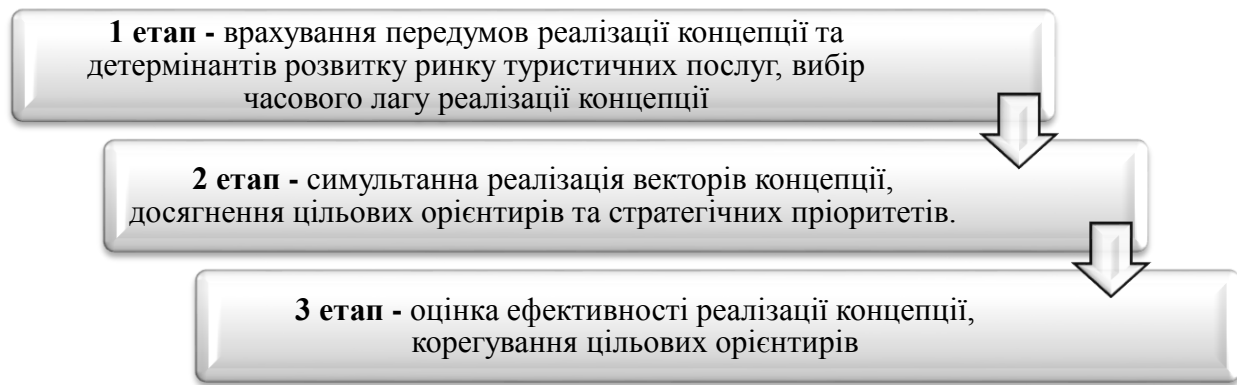 1 етап - врахування передумов реалізації концепції та
детермінантів розвитку ринку туристичних послуг, вибір
часового лагу реалізації концепції
2 етап - симультанна реалізація векторів концепції,
досягнення цільових орієнтирів та стратегічних пріоритетів.
3 етап - оцінка ефективності реалізації концепції,
корегування цільових орієнтирів